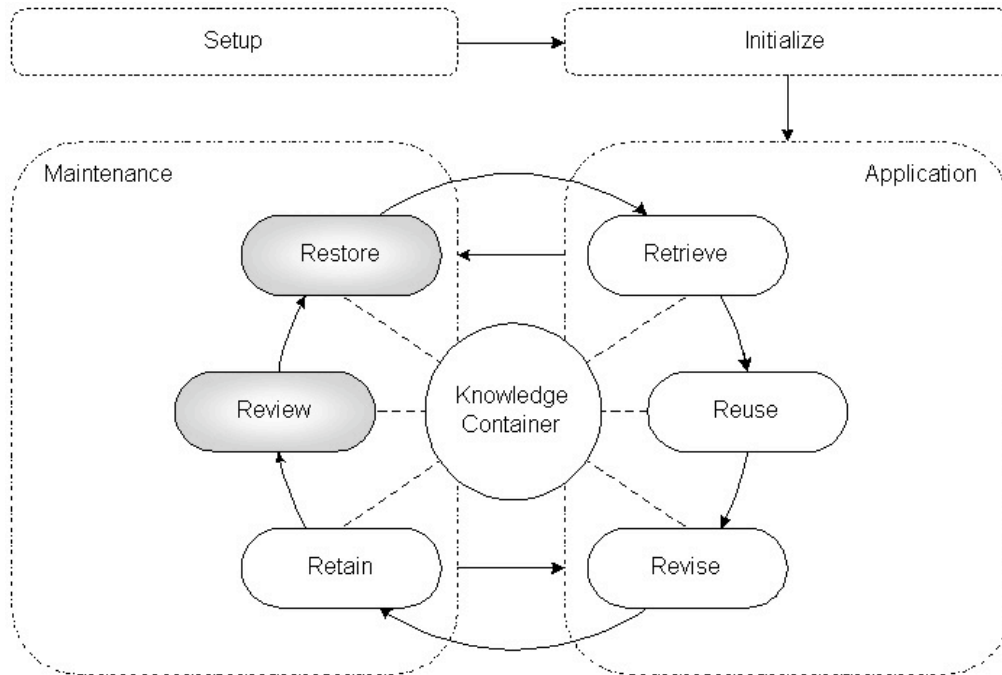 Setup
Initialize
Maintenance
Application
Restore
Retrieve
Review
Knowledge
Container
Reuse
Retain
Revise